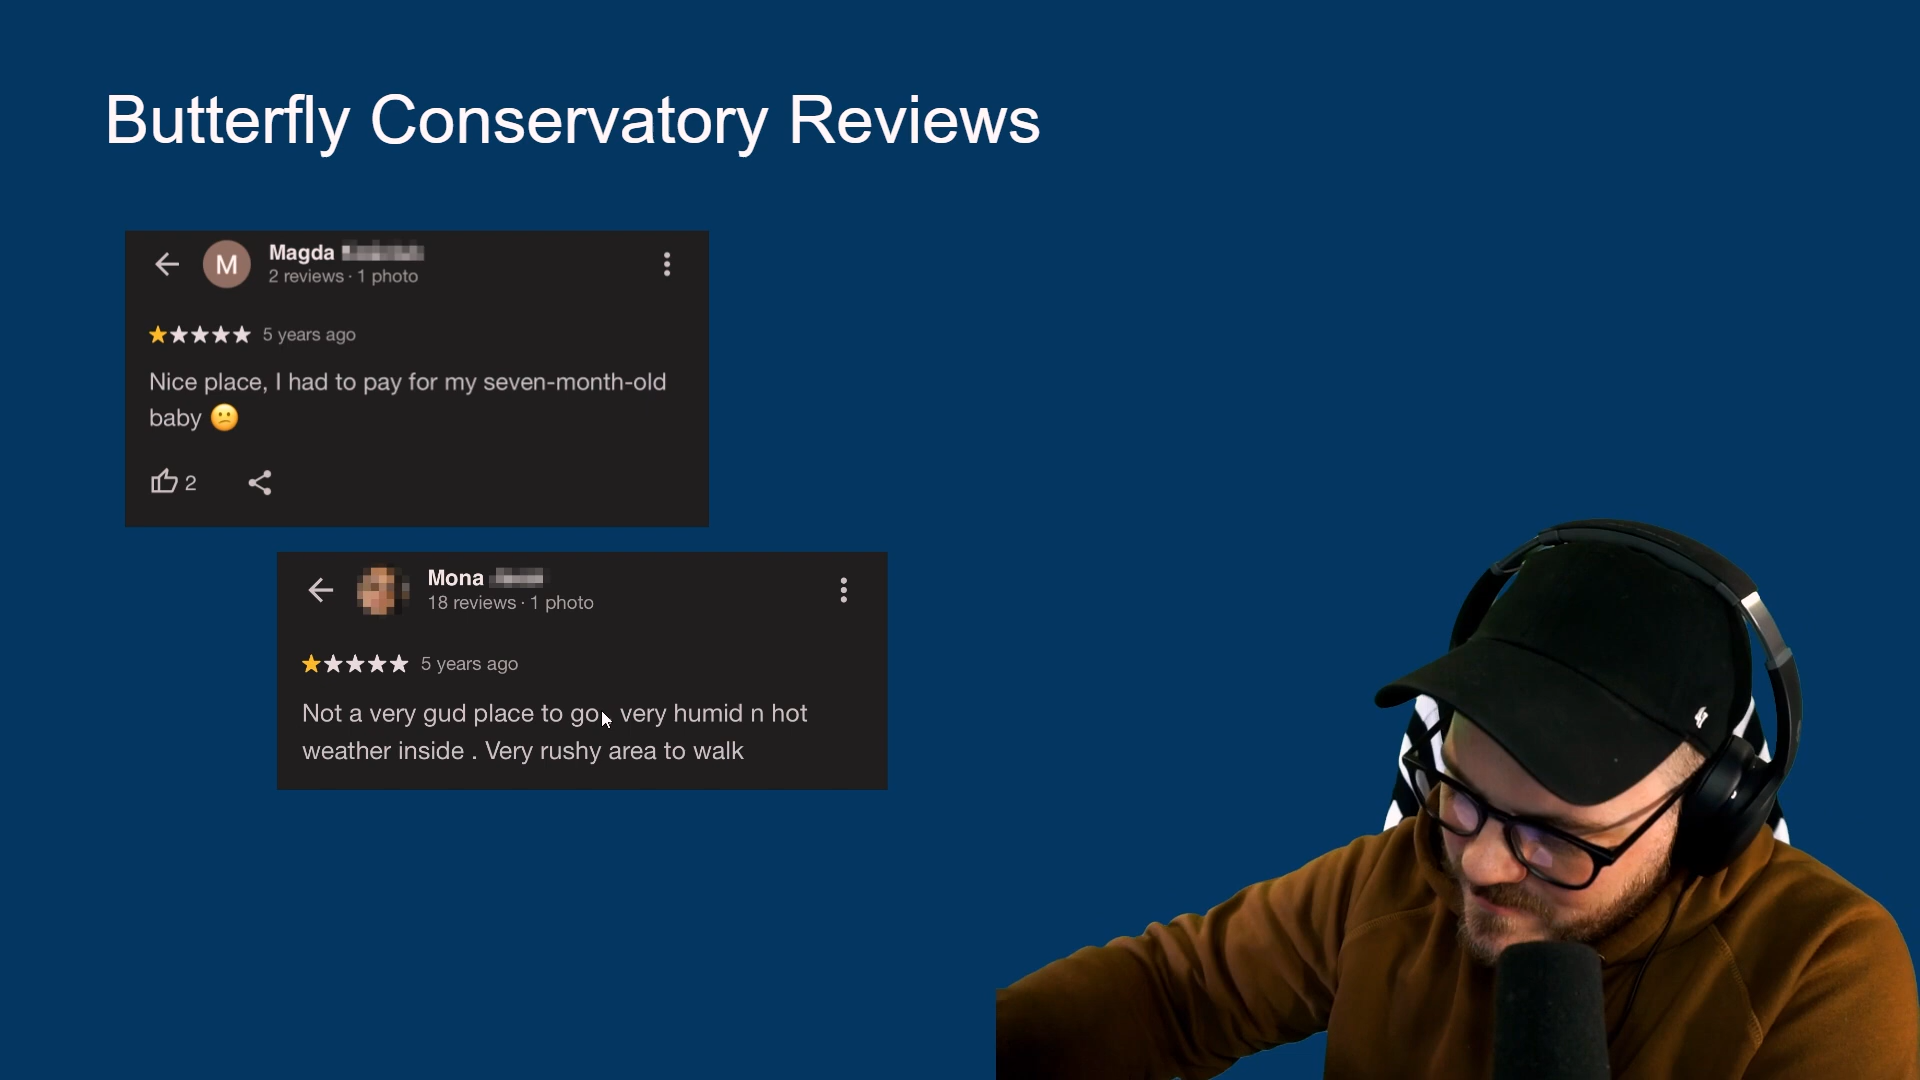 Butterfly Conservatory Reviews
Magda
2 reviews · 1 photo
M
5 years ago
Nice place, I had to pay for my seven-month-old
baby 😕
2
Mona
18 reviews · 1 photo
5 years ago
Not a very gud place to go, very humid n hot
weather inside . Very rushy area to walk